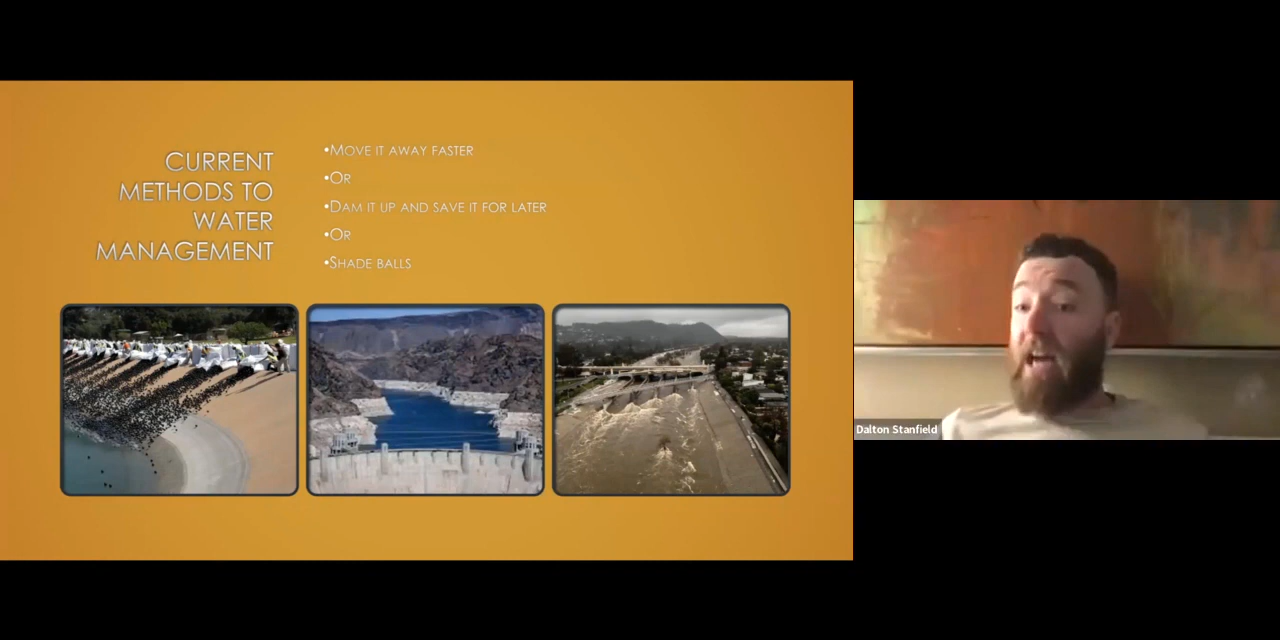 CURRENT
METHODS TO
WATER
MANAGEMENT
•MOVE IT AWAY FASTER
•OR
•DAM IT UP AND SAVE IT FOR LATER
•OR
•SHADE BALLS
Dalton Stanfield